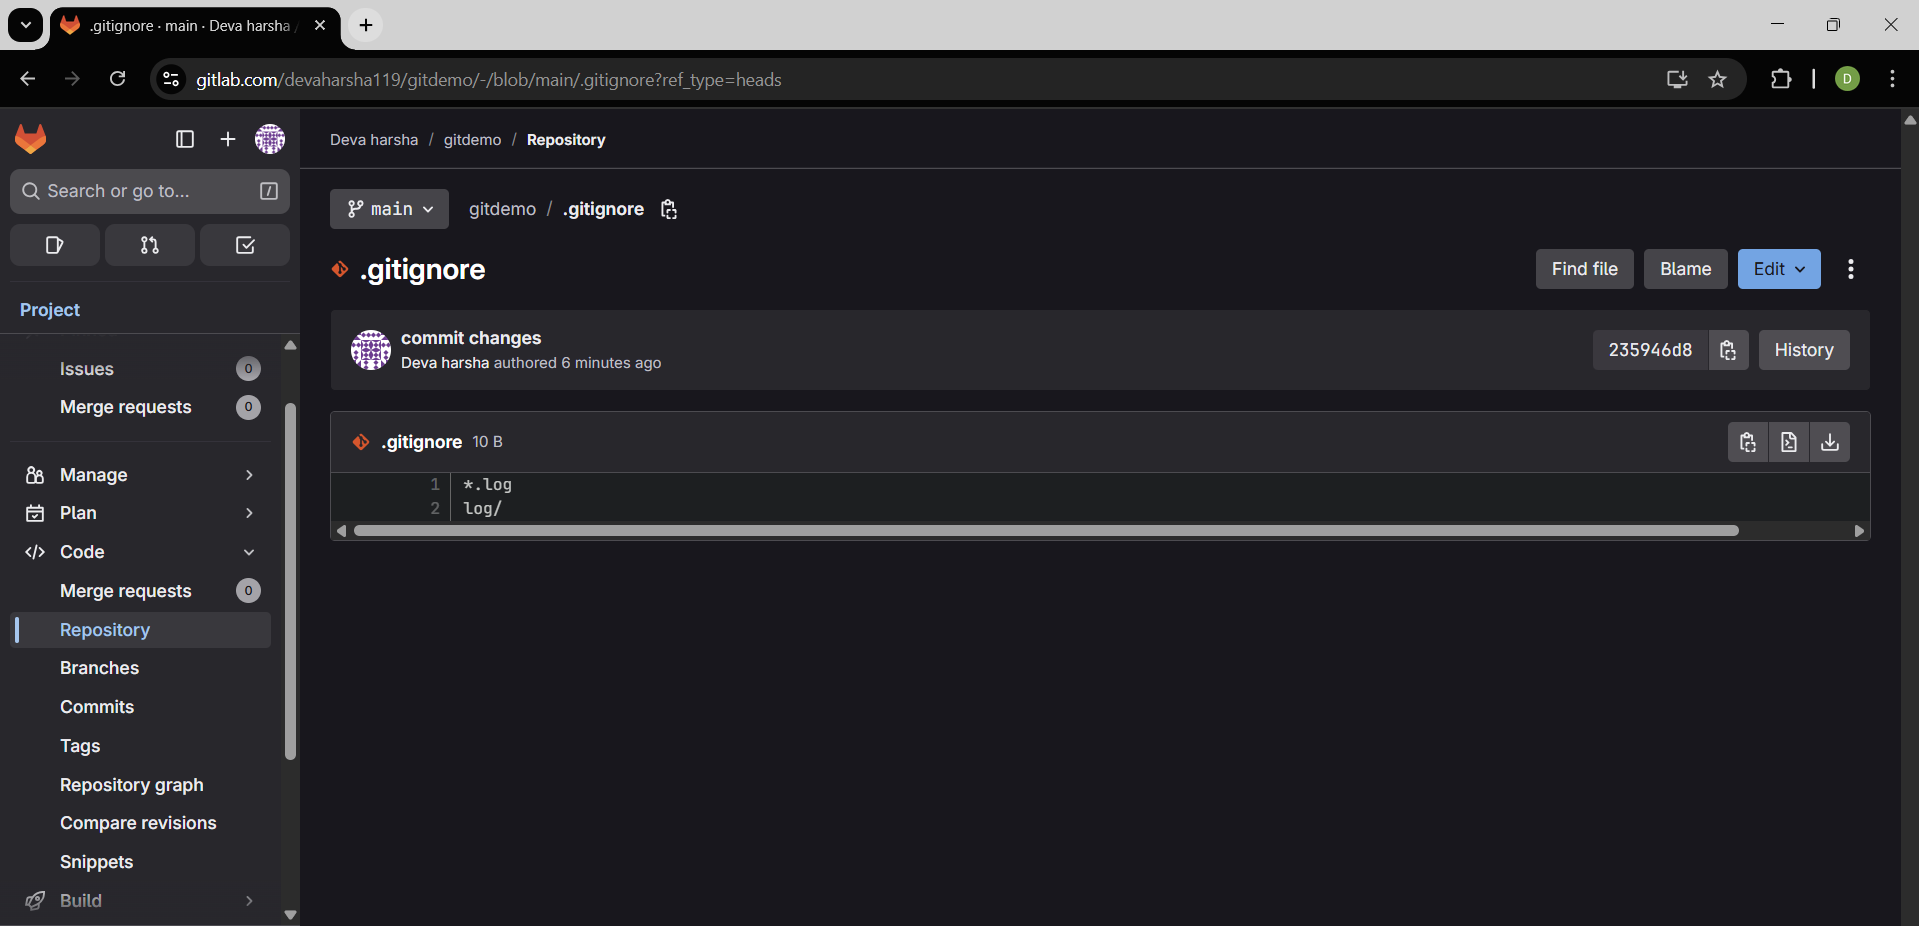 .gitignore · main · Deva harsha /
gitlab.com/devaharsha119/gitdemo/-/blob/main/.gitignore?ref_type=heads
D
Search or go to...
/
Project
Issues 0
Merge requests 0
Manage
Plan
Code
Merge requests 0
Repository
Branches
Commits
Tags
Repository graph
Compare revisions
Snippets
Build
Deva harsha / gitdemo / Repository
main
gitdemo / .gitignore
.gitignore
Find file
Blame
Edit
commit changes
Deva harsha authored 6 minutes ago
235946d8
History
.gitignore 10 B
1 *.log
2 log/